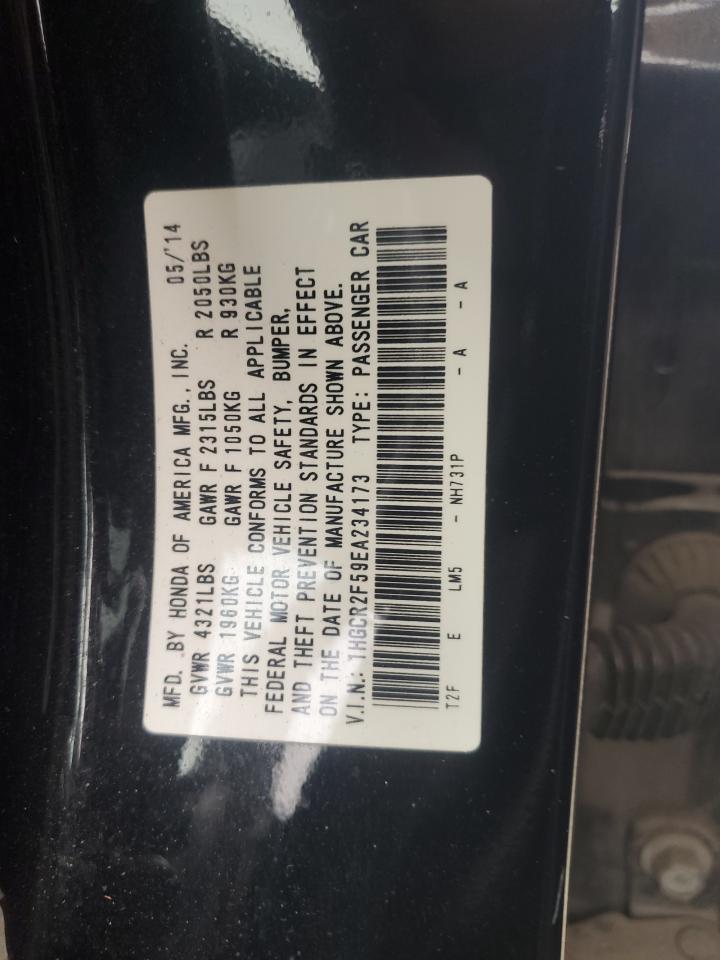 MFD. BY HONDA OF AMERICA MFG., INC. 05/'14
GVWR 4321LBS GAWR F 2315LBS R 2050LBS
GVWR 1960KG GAWR F 1050KG R 930KG
THIS VEHICLE CONFORMS TO ALL APPLICABLE
FEDERAL MOTOR VEHICLE SAFETY, BUMPER,
AND THEFT PREVENTION STANDARDS IN EFFECT
ON THE DATE OF MANUFACTURE SHOWN ABOVE.
V.I.N.: 1HGCR2F59EA234173 TYPE: PASSENGER CAR
T2F E LM5 - NH731P - A - A